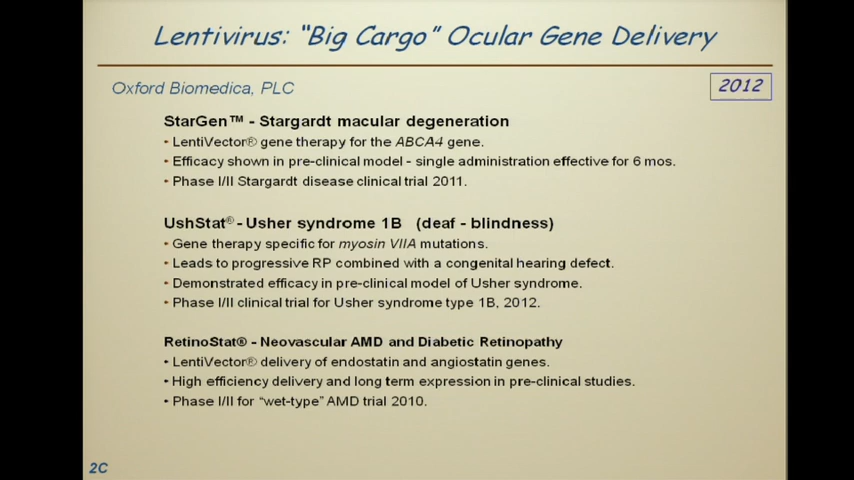 Lentivirus: "Big Cargo" Ocular Gene Delivery
Oxford Biomedica, PLC
2012
StarGen™ - Stargardt macular degeneration
• LentiVector® gene therapy for the ABCA4 gene.
• Efficacy shown in pre-clinical model - single administration effective for 6 mos.
• Phase I/II Stargardt disease clinical trial 2011.
UshStat® - Usher syndrome 1B (deaf - blindness)
• Gene therapy specific for myosin VIIA mutations.
• Leads to progressive RP combined with a congenital hearing defect.
• Demonstrated efficacy in pre-clinical model of Usher syndrome.
• Phase I/II clinical trial for Usher syndrome type 1B, 2012.
RetinoStat® - Neovascular AMD and Diabetic Retinopathy
• LentiVector® delivery of endostatin and angiostatin genes.
• High efficiency delivery and long term expression in pre-clinical studies.
• Phase I/II for "wet-type" AMD trial 2010.
2C